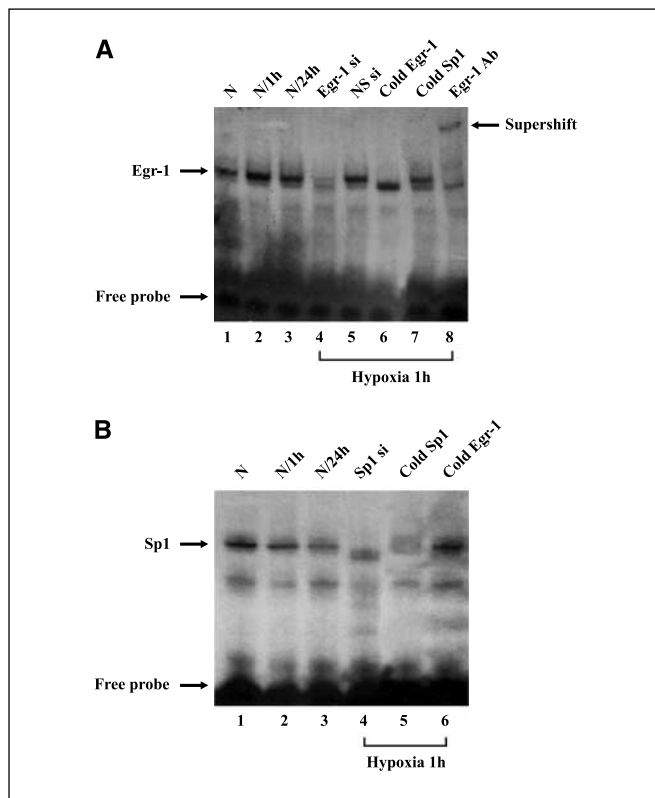 A
N N/1h N/24h Egr-1 si NS si Cold Egr-1 Cold Sp1 Egr-1 Ab
Supershift
Egr-1
Free probe
1 2 3 4 5 6 7 8
Hypoxia 1h
B
N N/1h N/24h Sp1 si Cold Sp1 Cold Egr-1
Sp1
Free probe
1 2 3 4 5 6
Hypoxia 1h